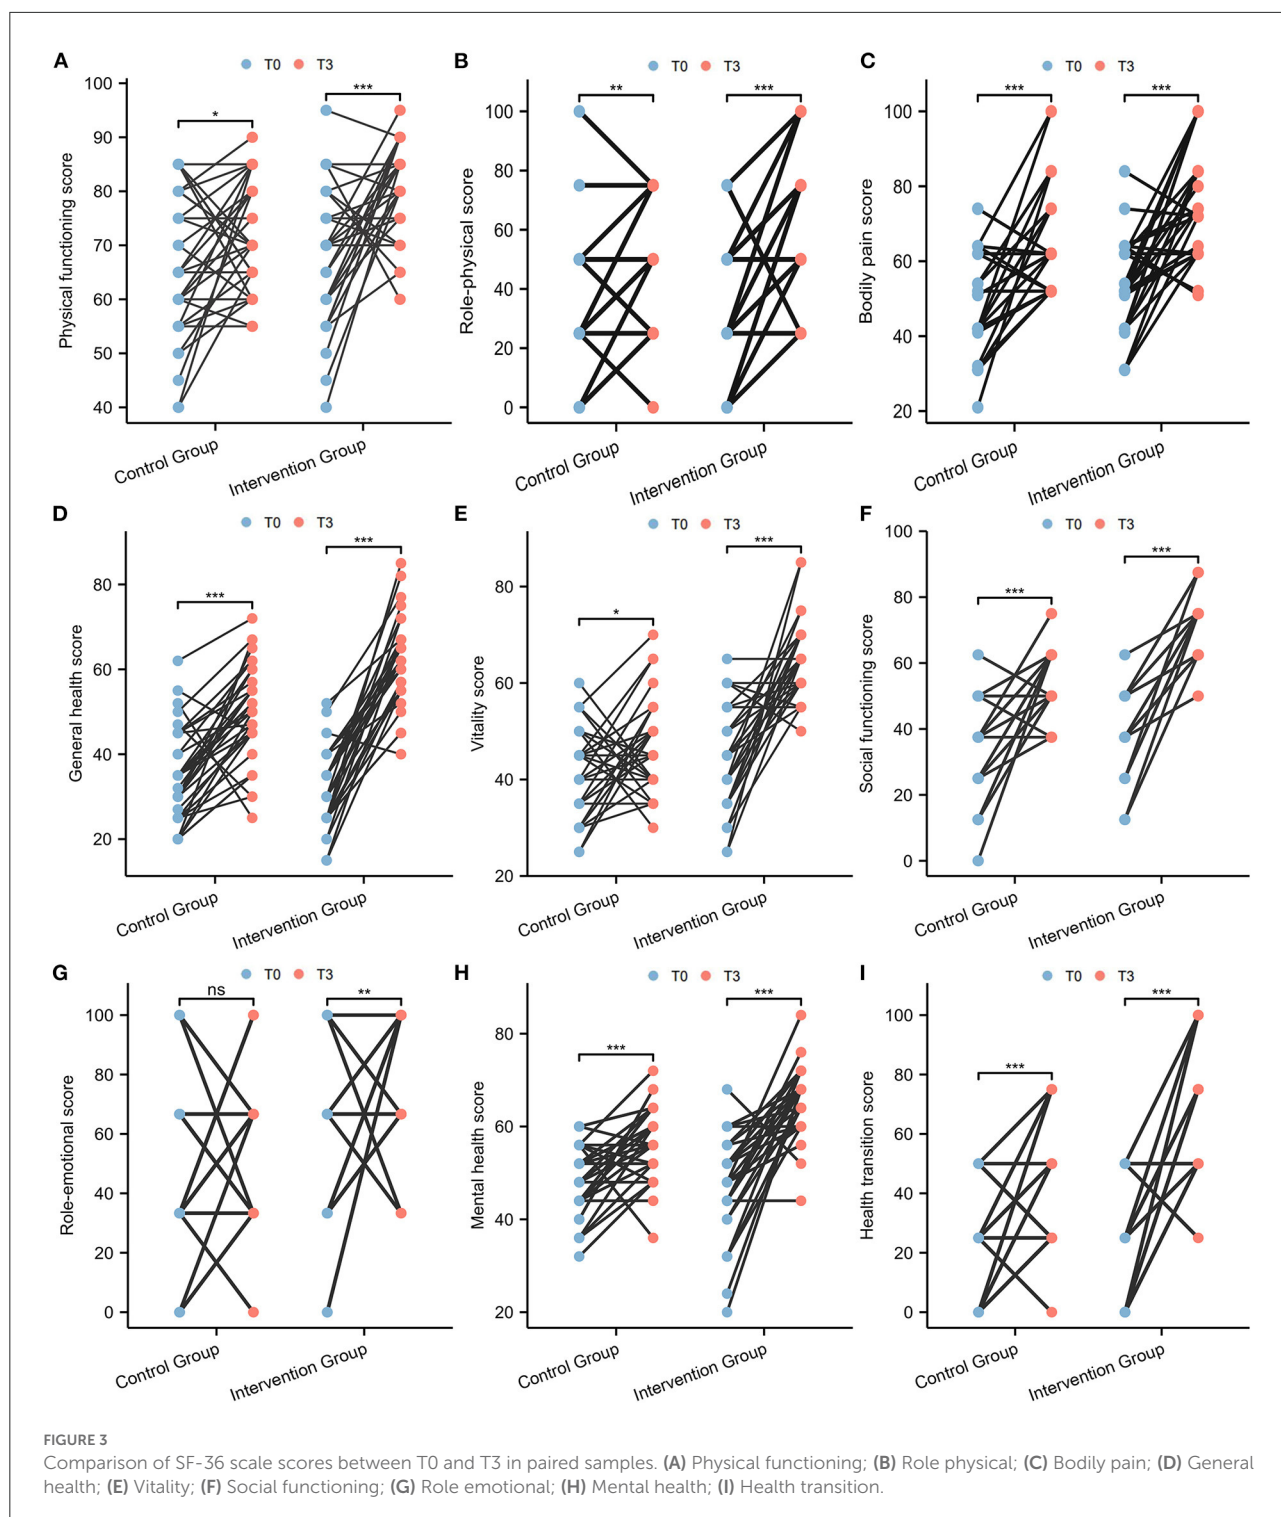 A
T0 T3
100
90
80
70
60
50
40
Physical functioning score
*
***
Control Group
Intervention Group
B
T0 T3
100
80
60
40
20
0
Role-physical score
**
***
Control Group
Intervention Group
C
T0 T3
100
80
60
40
20
Bodily pain score
***
***
Control Group
Intervention Group
D
T0 T3
80
60
40
20
General health score
***
***
Control Group
Intervention Group
E
T0 T3
80
60
40
20
Vitality score
*
***
Control Group
Intervention Group
F
T0 T3
100
80
60
40
20
0
Social functioning score
***
***
Control Group
Intervention Group
G
T0 T3
100
80
60
40
20
0
Role-emotional score
ns
**
Control Group
Intervention Group
H
T0 T3
80
60
40
20
Mental health score
***
***
Control Group
Intervention Group
I
T0 T3
100
80
60
40
20
0
Health transition score
***
***
Control Group
Intervention Group
FIGURE 3
Comparison of SF-36 scale scores between T0 and T3 in paired samples. (A) Physical functioning; (B) Role physical; (C) Bodily pain; (D) General
health; (E) Vitality; (F) Social functioning; (G) Role emotional; (H) Mental health; (I) Health transition.